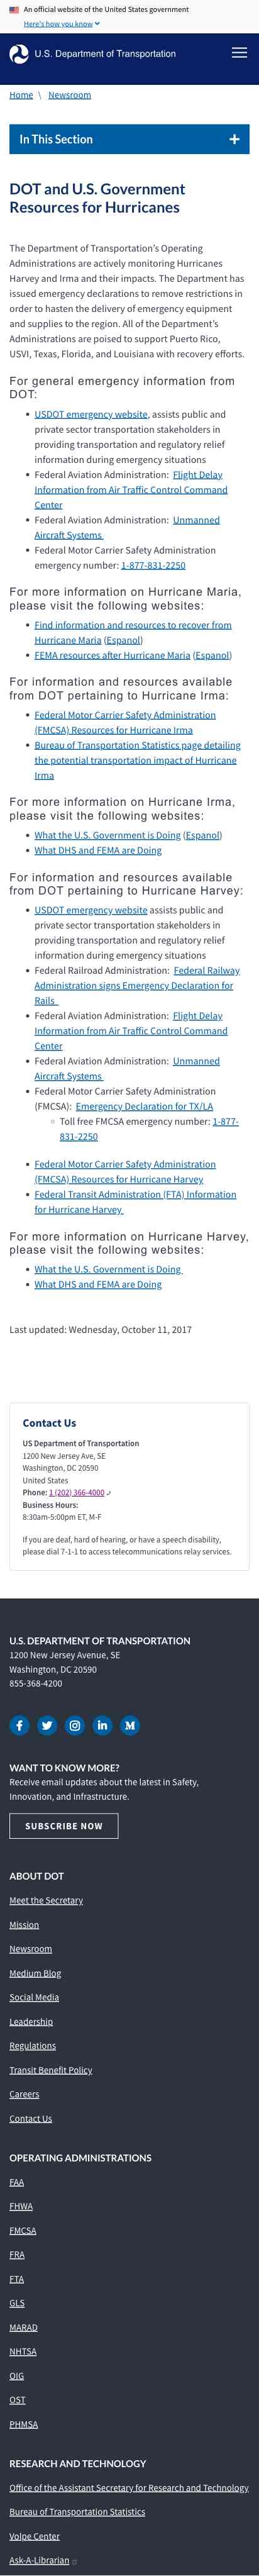 An official website of the United States government
Here's how you know
U.S. Department of Transportation
Home \ Newsroom
In This Section
DOT and U.S. Government
Resources for Hurricanes
The Department of Transportation's Operating
Administrations are actively monitoring Hurricanes
Harvey and Irma and their impacts. The Department has
issued emergency declarations to remove restrictions in
order to hasten the delivery of emergency equipment
and supplies to the region. All of the Department's
Administrations are poised to support Puerto Rico,
USVI, Texas, Florida, and Louisiana with recovery efforts.
For general emergency information from
DOT:
USDOT emergency website, assists public and
private sector transportation stakeholders in
providing transportation and regulatory relief
information during emergency situations
Federal Aviation Administration: Flight Delay
Information from Air Traffic Control Command
Center
Federal Aviation Administration: Unmanned
Aircraft Systems
Federal Motor Carrier Safety Administration
emergency number: 1-877-831-2250
For more information on Hurricane Maria,
please visit the following websites:
Find information and resources to recover from
Hurricane Maria (Espanol)
FEMA resources after Hurricane Maria (Espanol)
For information and resources available
from DOT pertaining to Hurricane Irma:
Federal Motor Carrier Safety Administration
(FMCSA) Resources for Hurricane Irma
Bureau of Transportation Statistics page detailing
the potential transportation impact of Hurricane
Irma
For more information on Hurricane Irma,
please visit the following websites:
What the U.S. Government is Doing (Espanol)
What DHS and FEMA are Doing
For information and resources available
from DOT pertaining to Hurricane Harvey:
USDOT emergency website assists public and
private sector transportation stakeholders in
providing transportation and regulatory relief
information during emergency situations
Federal Railroad Administration: Federal Railway
Administration signs Emergency Declaration for
Rails
Federal Aviation Administration: Flight Delay
Information from Air Traffic Control Command
Center
Federal Aviation Administration: Unmanned
Aircraft Systems
Federal Motor Carrier Safety Administration
(FMCSA): Emergency Declaration for TX/LA
Toll free FMCSA emergency number: 1-877-
831-2250
Federal Motor Carrier Safety Administration
(FMCSA) Resources for Hurricane Harvey
Federal Transit Administration (FTA) Information
for Hurricane Harvey
For more information on Hurricane Harvey,
please visit the following websites:
What the U.S. Government is Doing
What DHS and FEMA are Doing
Last updated: Wednesday, October 11, 2017
Contact Us
US Department of Transportation
1200 New Jersey Ave, SE
Washington, DC 20590
United States
Phone: 1 (202) 366-4000
Business Hours:
8:30am-5:00pm ET, M-F
If you are deaf, hard of hearing, or have a speech disability,
please dial 7-1-1 to access telecommunications relay services.
U.S. DEPARTMENT OF TRANSPORTATION
1200 New Jersey Avenue, SE
Washington, DC 20590
855-368-4200
WANT TO KNOW MORE?
Receive email updates about the latest in Safety,
Innovation, and Infrastructure.
SUBSCRIBE NOW
ABOUT DOT
Meet the Secretary
Mission
Newsroom
Medium Blog
Social Media
Leadership
Regulations
Transit Benefit Policy
Careers
Contact Us
OPERATING ADMINISTRATIONS
FAA
FHWA
FMCSA
FRA
FTA
GLS
MARAD
NHTSA
OIG
OST
PHMSA
RESEARCH AND TECHNOLOGY
Office of the Assistant Secretary for Research and Technology
Bureau of Transportation Statistics
Volpe Center
Ask-A-Librarian